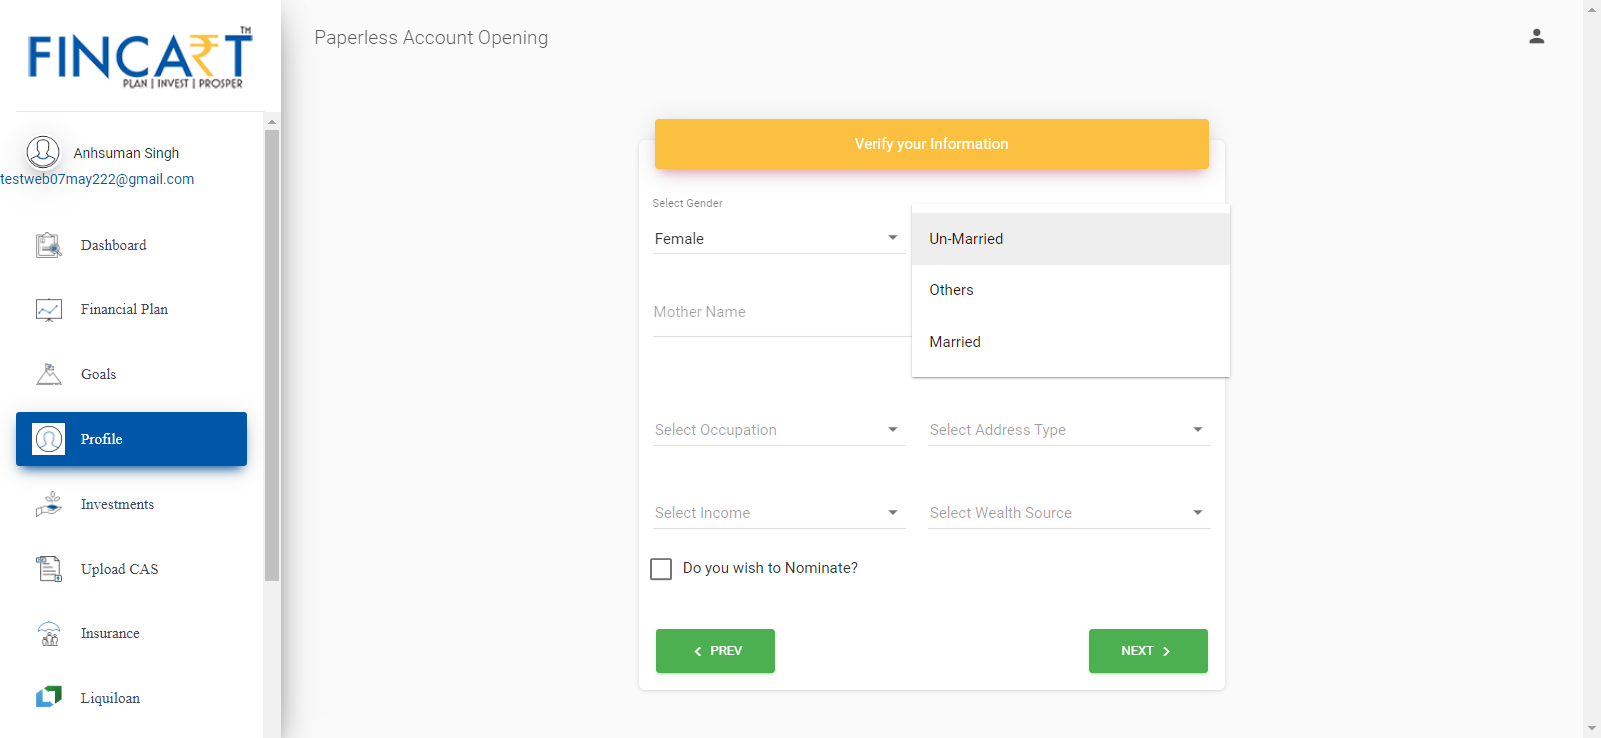 FINCART™
PLAN | INVEST | PROSPER
Anhsuman Singh
testweb07may222@gmail.com
Dashboard
Financial Plan
Goals
Profile
Investments
Upload CAS
Insurance
Liquiloan
Paperless Account Opening
Verify your Information
Select Gender
Female
Un-Married
Others
Married
Mother Name
Select Occupation
Select Address Type
Select Income
Select Wealth Source
Do you wish to Nominate?
PREV
NEXT